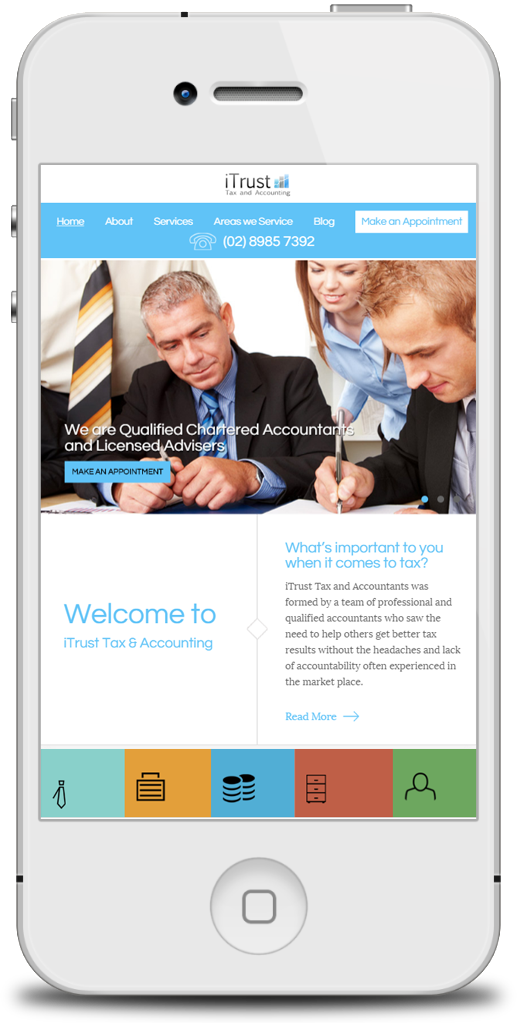 iTrust
Tax and Accounting
Home About Services Areas we Service Blog Make an Appointment
(02) 8985 7392
We are Qualified Chartered Accountants
and Licensed Advisers
MAKE AN APPOINTMENT
Welcome to
iTrust Tax & Accounting
What's important to you
when it comes to tax?
iTrust Tax and Accountants was
formed by a team of professional and
qualified accountants who saw the
need to help others get better tax
results without the headaches and lack
of accountability often experienced in
the market place.
Read More